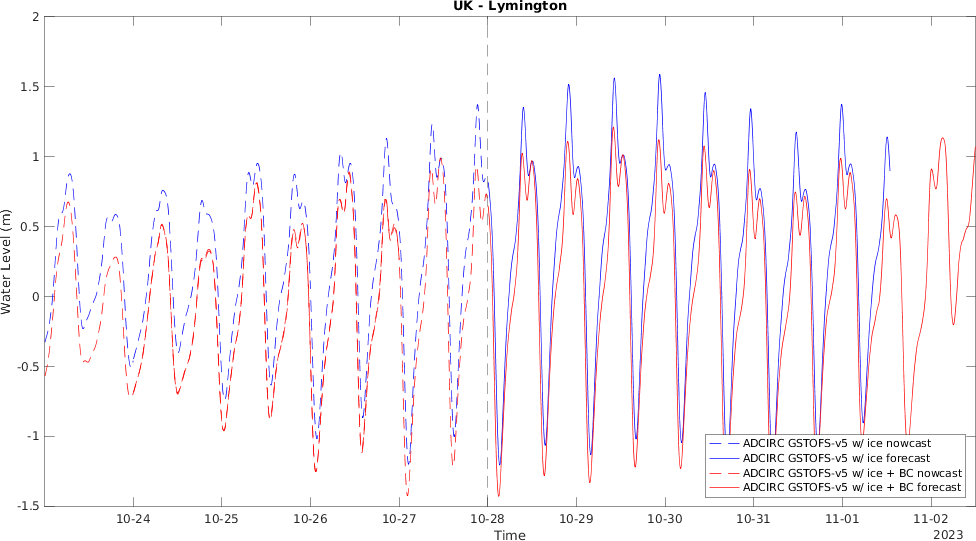 UK - Lymington
2
1.5
1
0.5
0
-0.5
-1
-1.5
Water Level (m)
ADCIRC GSTOFS-v5 w/ ice nowcast
ADCIRC GSTOFS-v5 w/ ice forecast
ADCIRC GSTOFS-v5 w/ ice + BC nowcast
ADCIRC GSTOFS-v5 w/ ice + BC forecast
10-24 10-25 10-26 10-27 10-28 10-29 10-30 10-31 11-01 11-02
Time
2023